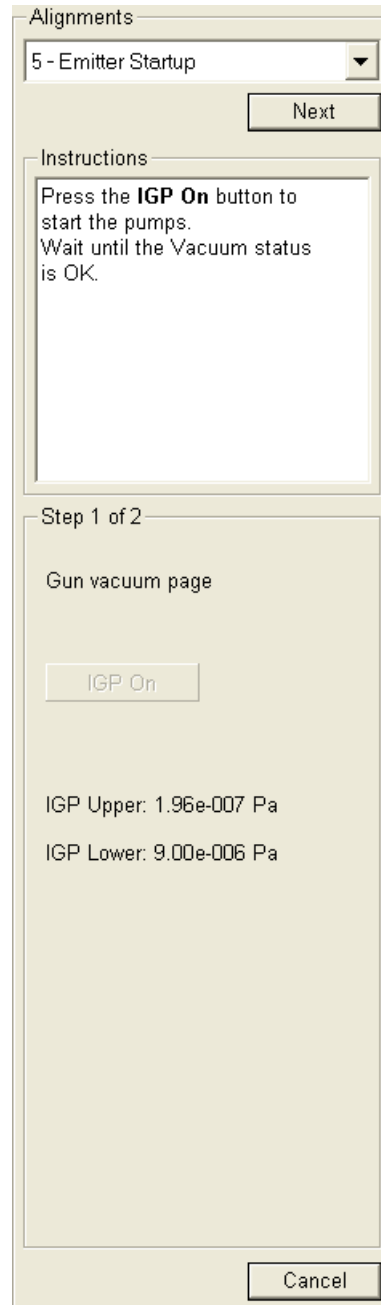 Alignments
5 - Emitter Startup
Next
Instructions
Press the IGP On button to
start the pumps.
Wait until the Vacuum status
is OK.
Step 1 of 2
Gun vacuum page
IGP On
IGP Upper: 1.96e-007 Pa
IGP Lower: 9.00e-006 Pa
Cancel